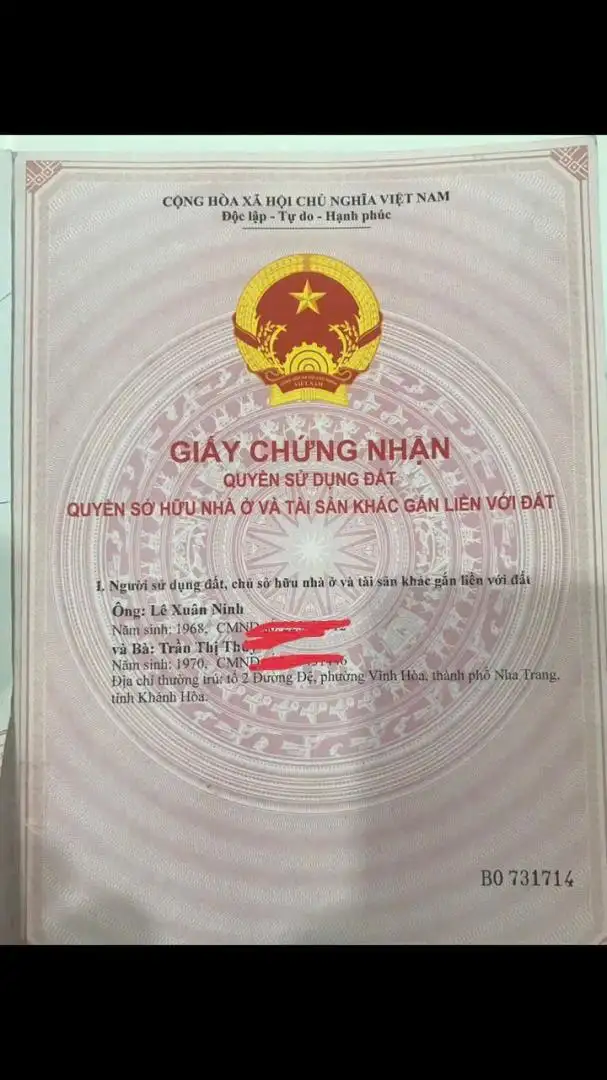 CỘNG HÒA XÃ HỘI CHỦ NGHĨA VIỆT NAM
Độc lập - Tự do - Hạnh phúc
VIỆT NAM
GIẤY CHỨNG NHẬN
QUYỀN SỬ DỤNG ĐẤT
QUYỀN SỞ HỮU NHÀ Ở VÀ TÀI SẢN KHÁC GẮN LIỀN VỚI ĐẤT
I. Người sử dụng đất, chủ sở hữu nhà ở và tài sản khác gắn liền với đất
Ông: Lê Xuân Ninh
Năm sinh: 1968, CMND
và Bà: Trần Thị
Năm sinh: 1970, CMND
Địa chỉ thường trú: tổ 2 Đường Đệ, phường Vĩnh Hòa, thành phố Nha Trang,
tỉnh Khánh Hòa.
BO 731714